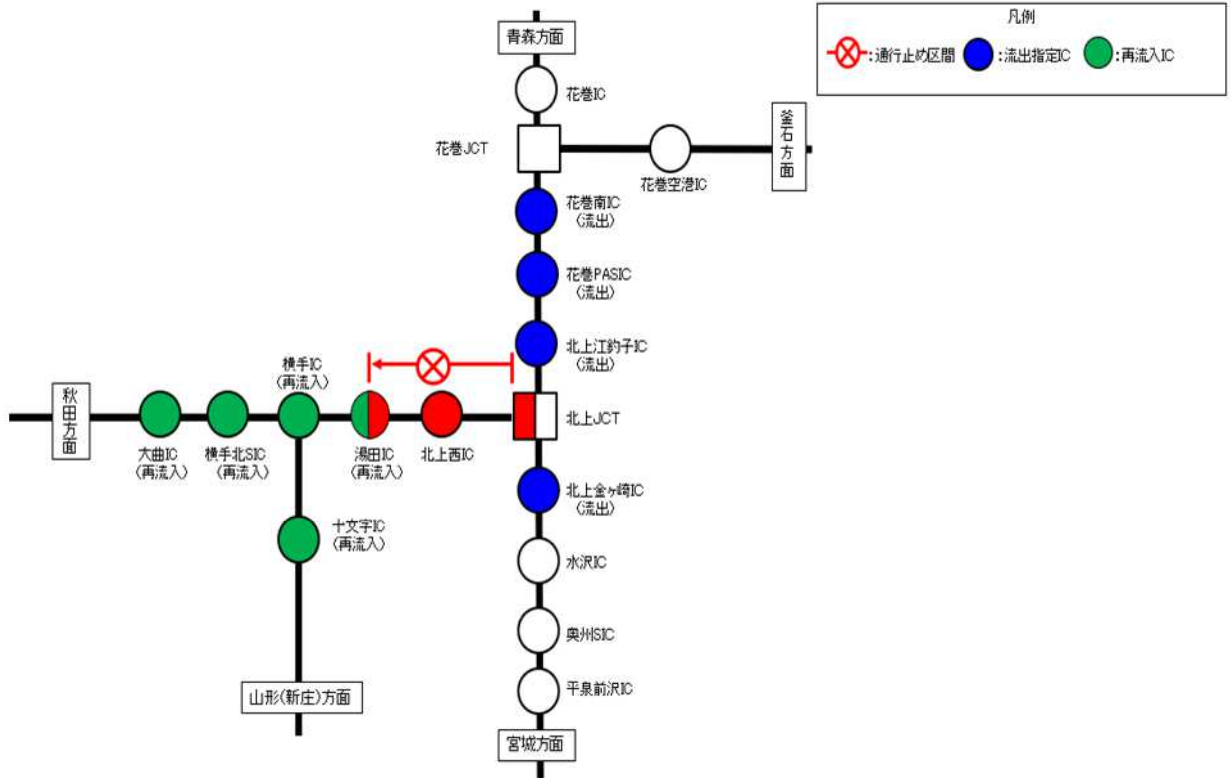 凡例
:通行止め区間
:流出指定IC
:再流入IC
青森方面
花巻IC
花巻JCT
花巻空港IC
釜石方面
花巻南IC
(流出)
花巻PASIC
(流出)
北上江釣子IC
(流出)
横手IC
(再流入)
秋田方面
大曲IC
(再流入)
横手北SIC
(再流入)
湯田IC
(再流入)
北上西IC
北上JCT
北上金ヶ崎IC
(流出)
十文字IC
(再流入)
水沢IC
奥州SIC
平泉前沢IC
山形(新庄)方面
宮城方面